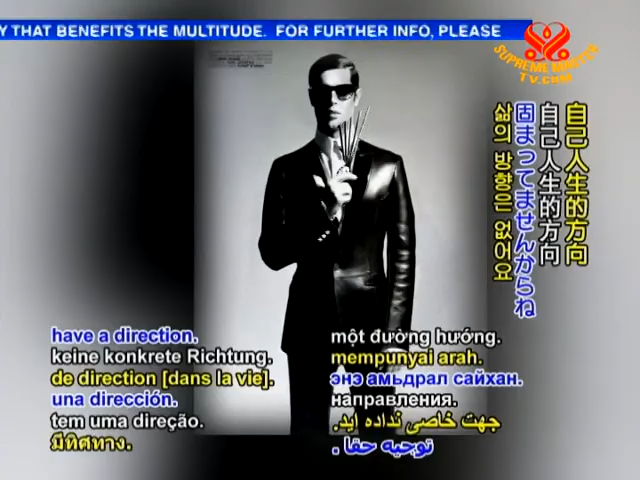 Y THAT BENEFITS THE MULTITUDE. FOR FURTHER INFO, PLEASE
SUPREME MASTER
TV.COM
自己人生的方向
自己人生的方向
固まってませんからね
삶의 방향은 없어요
have a direction.
keine konkrete Richtung.
de direction [dans la vie].
una dirección.
tem uma direção.
มีทิศทาง.
một đường hướng.
mempunyai arah.
энэ амьдрал сайхан.
направления.
جهت خاصی نداده اید.
توجيه حقا .